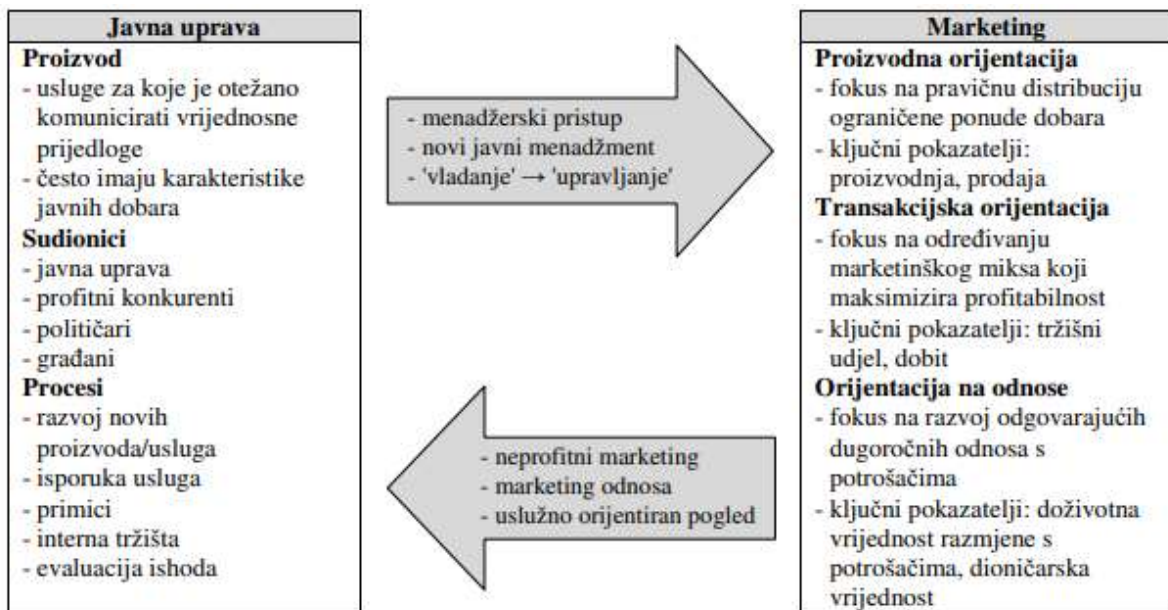 Javna uprava
Proizvod
- usluge za koje je otežano
komunicirati vrijednosne
prijedloge
- često imaju karakteristike
javnih dobara
Sudionici
- javna uprava
- profitni konkurenti
- političari
- građani
Procesi
- razvoj novih
proizvoda/usluga
- isporuka usluga
- primici
- interna tržišta
- evaluacija ishoda
- menadžerski pristup
- novi javni menadžment
- 'vladanje' → 'upravljanje'
- neprofitni marketing
- marketing odnosa
- uslužno orijentiran pogled
Marketing
Proizvodna orijentacija
- fokus na pravičnu distribuciju
ograničene ponude dobara
- ključni pokazatelji:
proizvodnja, prodaja
Transakcijska orijentacija
- fokus na određivanju
marketinškog miksa koji
maksimizira profitabilnost
- ključni pokazatelji: tržišni
udjel, dobit
Orijentacija na odnose
- fokus na razvoj odgovarajućih
dugoročnih odnosa s
potrošačima
- ključni pokazatelji: doživotna
vrijednost razmjene s
potrošačima, dioničarska
vrijednost